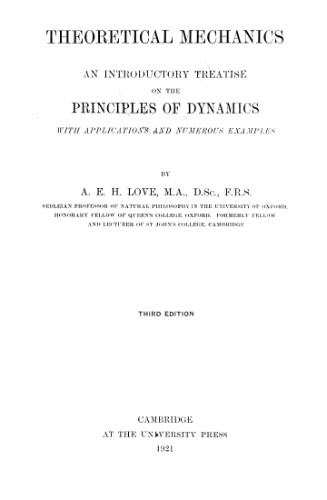 THEORETICAL MECHANICS
AN INTRODUCTORY TREATISE
ON THE
PRINCIPLES OF DYNAMICS
WITH APPLICATIONS AND NUMEROUS EXAMPLES
BY
A. E. H. LOVE, M.A., D.Sc., F.R.S.
SEDLEIAN PROFESSOR OF NATURAL PHILOSOPHY IN THE UNIVERSITY OF OXFORD,
HONORARY FELLOW OF QUEEN'S COLLEGE, OXFORD. FORMERLY FELLOW
AND LECTURER OF ST JOHN'S COLLEGE, CAMBRIDGE
THIRD EDITION
CAMBRIDGE
AT THE UNIVERSITY PRESS
1921